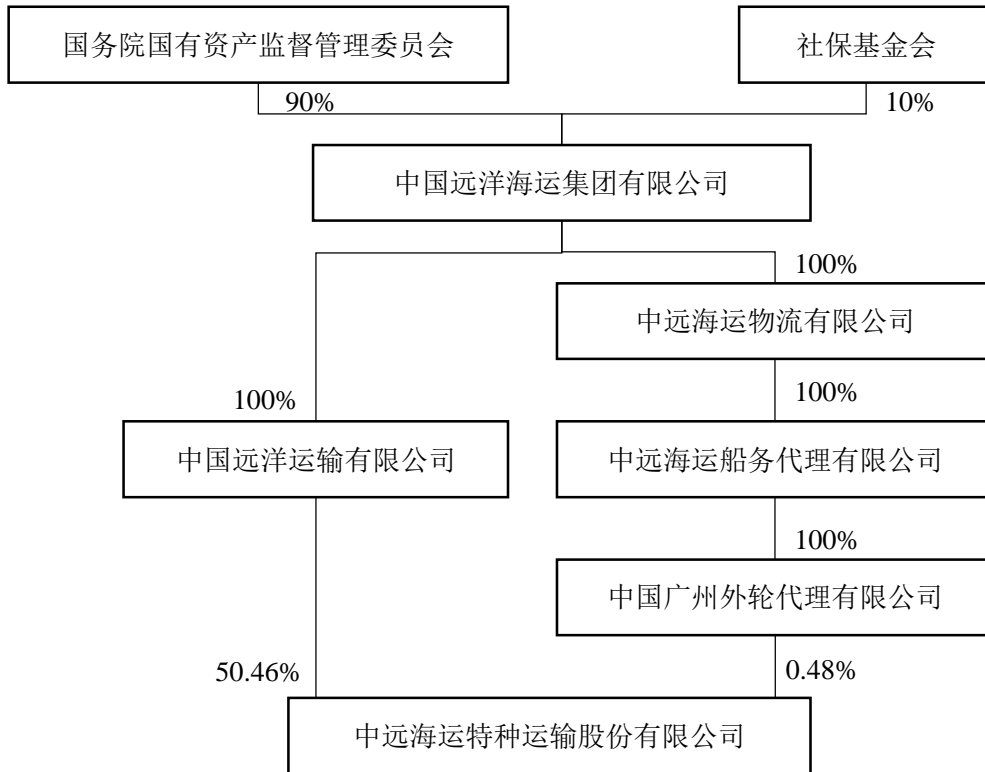 国务院国有资产监督管理委员会
社保基金会
90%
10%
中国远洋海运集团有限公司
100%
中远海运物流有限公司
100%
100%
中国远洋运输有限公司
中远海运船务代理有限公司
100%
中国广州外轮代理有限公司
50.46%
0.48%
中远海运特种运输股份有限公司